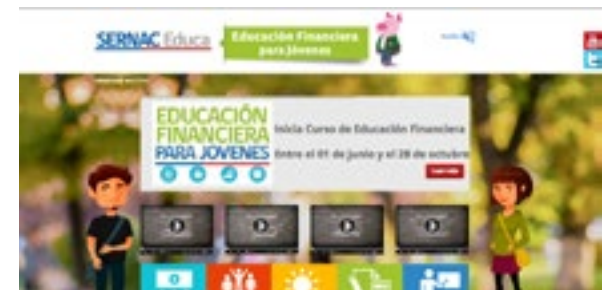 SERNAC Educa
Educación Financiera
para Jóvenes
EDUCACIÓN
FINANCIERA
PARA JOVENES
Inicia Curso de Educación Financiera
Entre el 01 de junio y el 28 de octubre